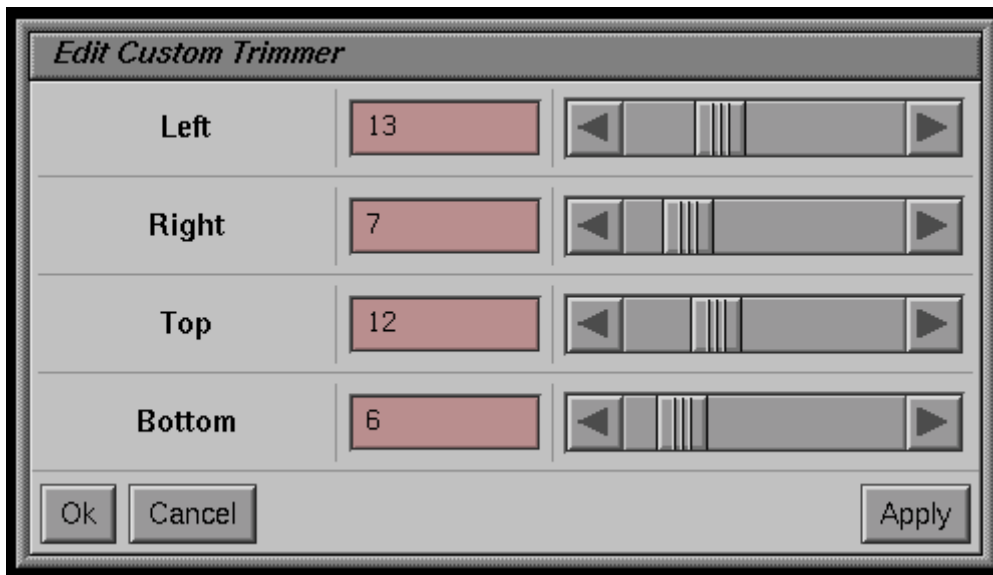 Edit Custom Trimmer
Left 13
Right 7
Top 12
Bottom 6
Ok Cancel Apply